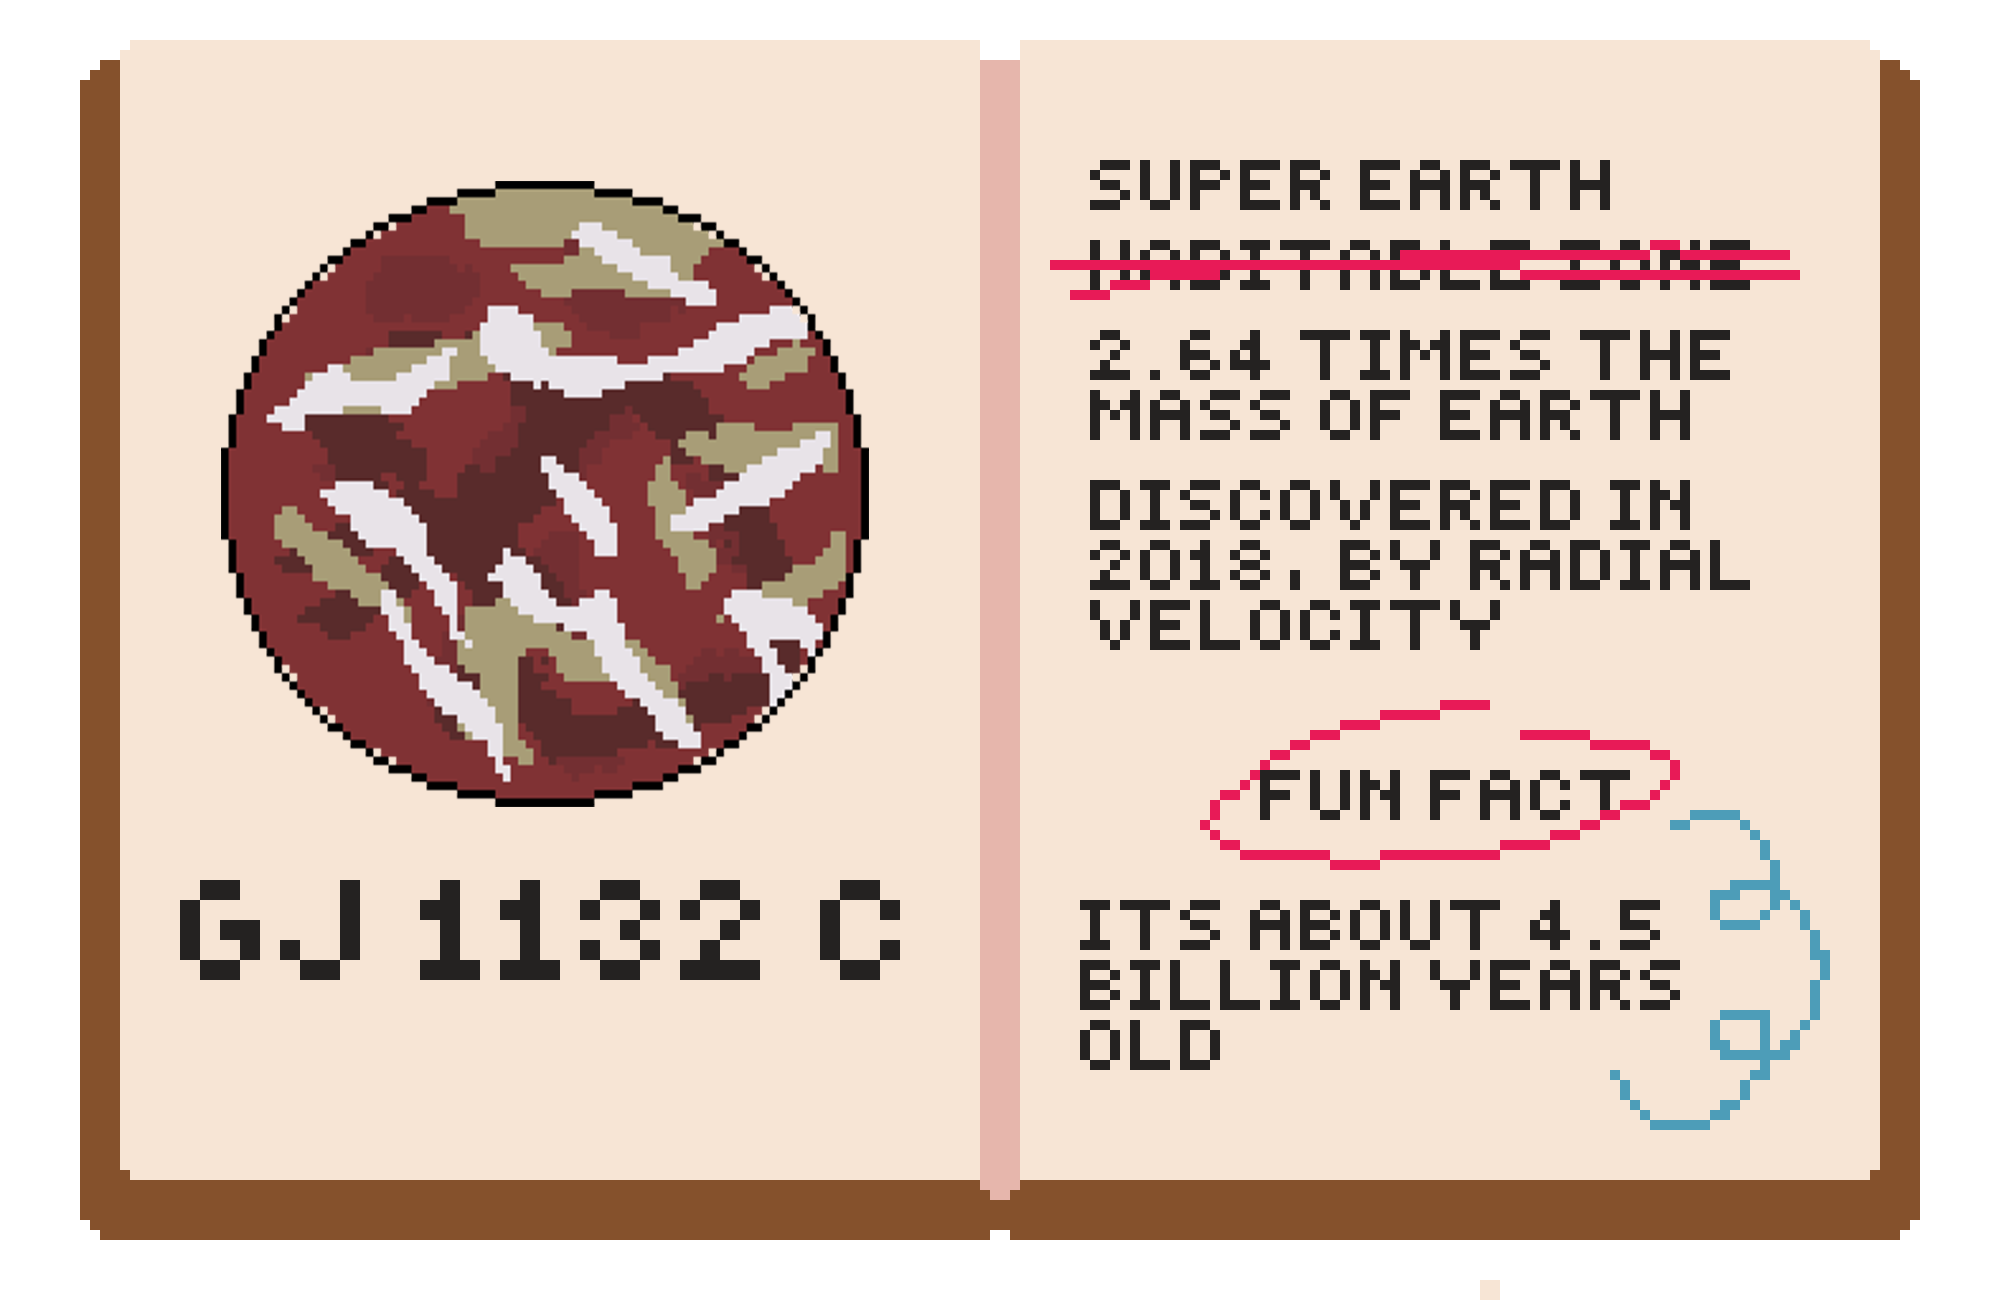 GJ 1132 C
SUPER EARTH
HABITABLE ZONE
2.64 TIMES THE
MASS OF EARTH
DISCOVERED IN
2018, BY RADIAL
VELOCITY
FUN FACT
ITS ABOUT 4.5
BILLION YEARS
OLD